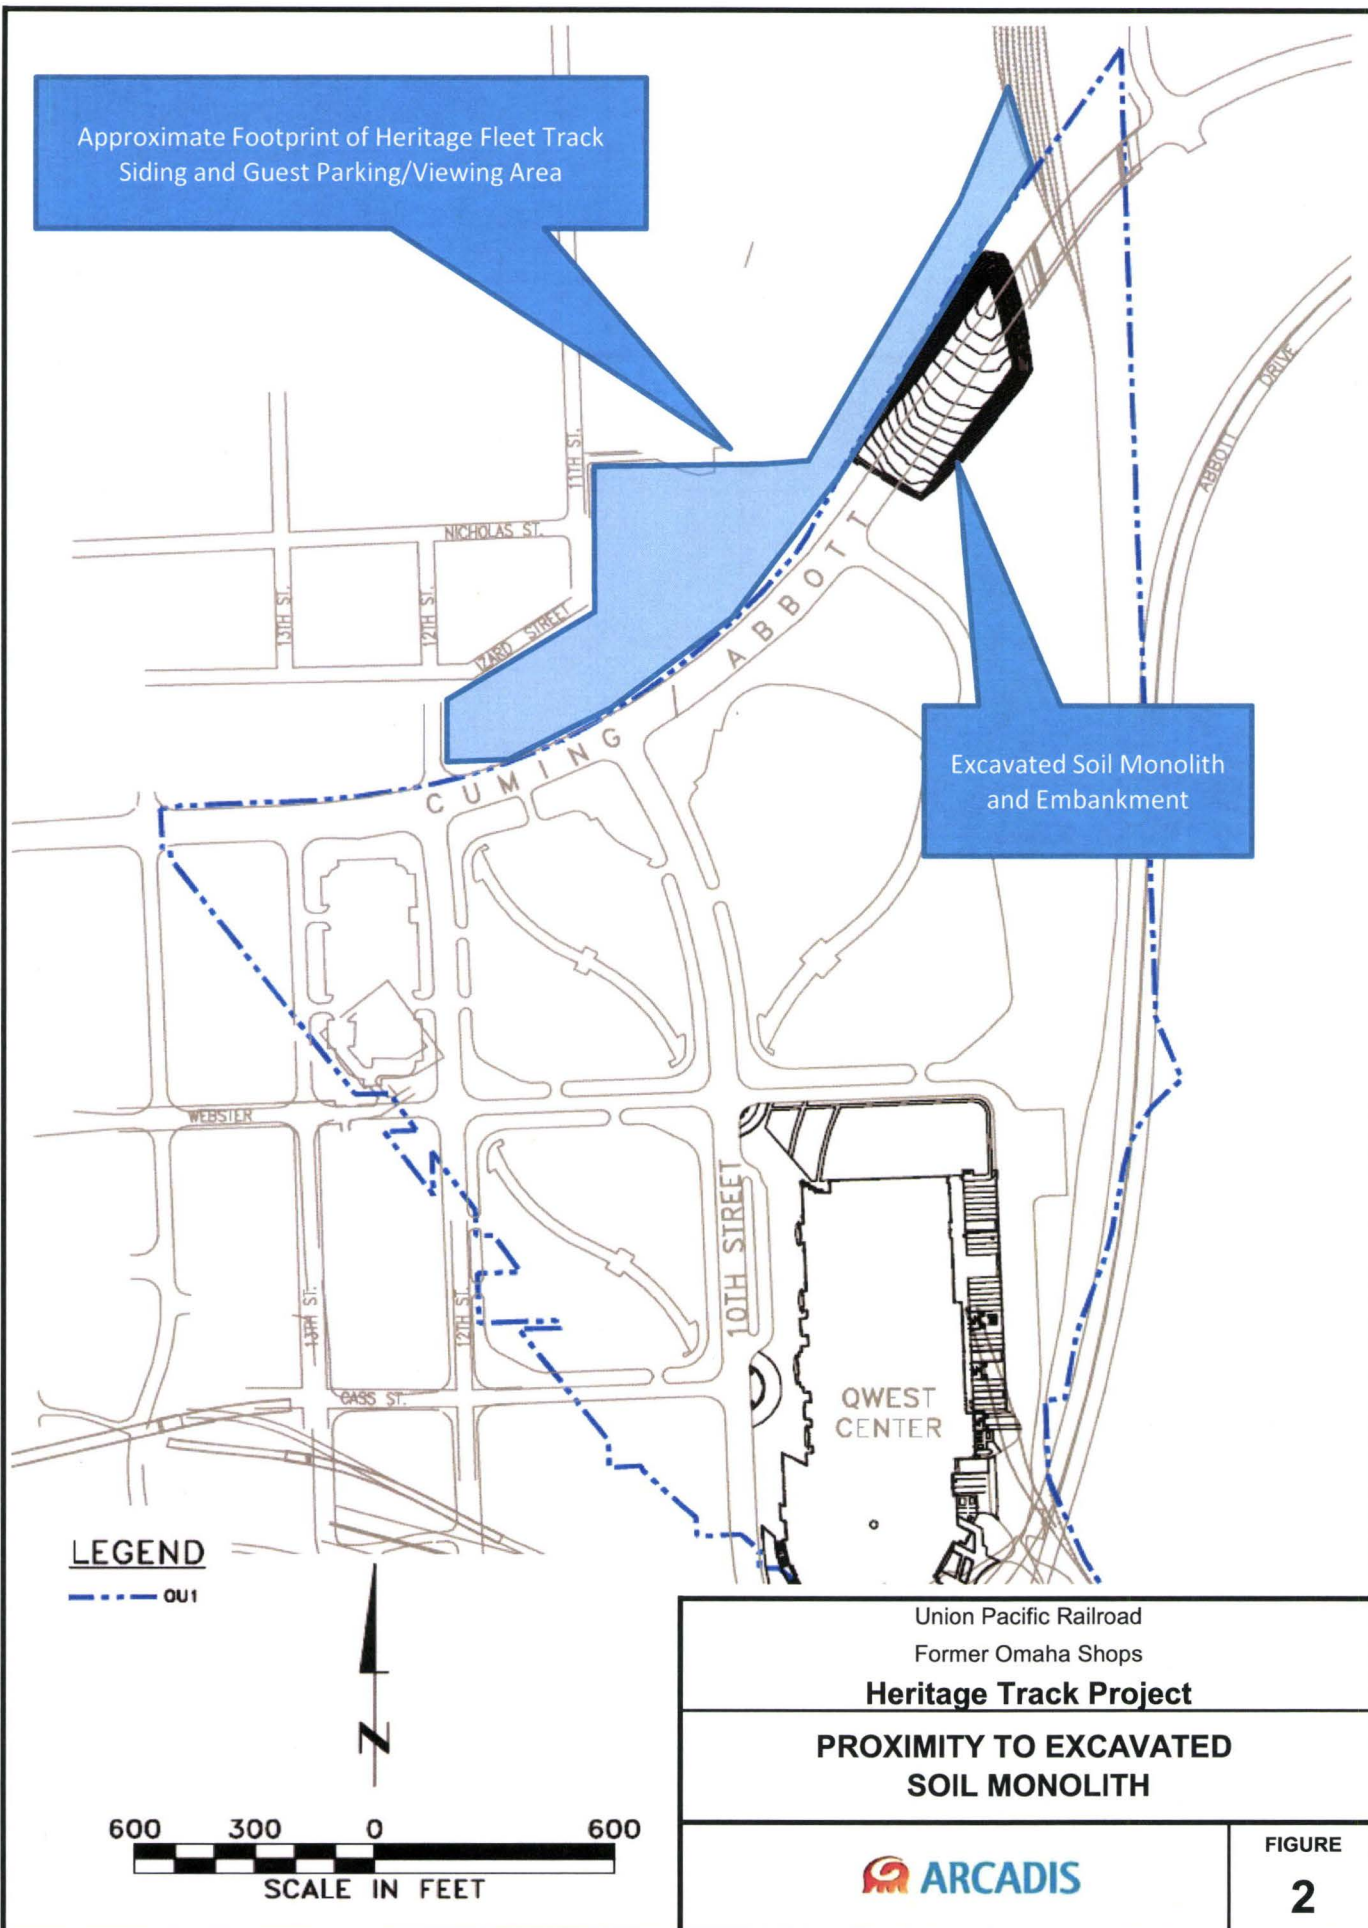 Approximate Footprint of Heritage Fleet Track
Siding and Guest Parking/Viewing Area
11TH ST.
NICHOLAS ST.
13TH ST.
12TH ST.
IZARD STREET
ABBOTT
DRIVE
CUMING / ABBOTT
Excavated Soil Monolith
and Embankment
WEBSTER
10TH STREET
13TH ST.
12TH ST.
CASS ST.
QWEST
CENTER
LEGEND
OU1
N
600 300 0 600
SCALE IN FEET
Union Pacific Railroad
Former Omaha Shops
Heritage Track Project
PROXIMITY TO EXCAVATED
SOIL MONOLITH
ARCADIS
FIGURE
2